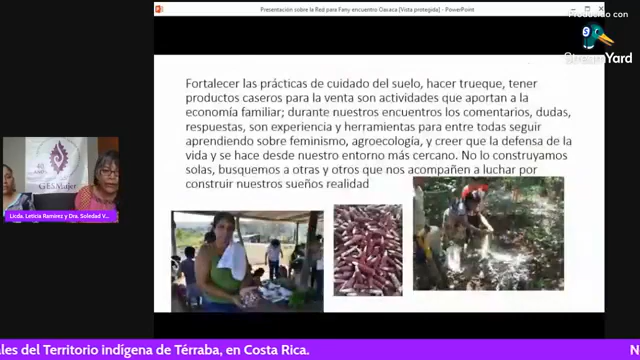 Presentación sobre la Red para Fany encuentro Oaxaca [Vista protegida] - PowerPoint
Producido con
StreamYard
Fortalecer las prácticas de cuidado del suelo, hacer trueque, tener
productos caseros para la venta son actividades que aportan a la
economía familiar; durante nuestros encuentros los comentarios, dudas,
respuestas, son experiencia y herramientas para entre todas seguir
aprendiendo sobre feminismo, agroecología, y creer que la defensa de la
vida y se hace desde nuestro entorno más cercano. No lo construyamos
solas, busquemos a otras y otros que nos acompañen a luchar por
construir nuestros sueños realidad
GESMujer
Licda. Leticia Ramirez y Dra. Soledad V...
ales del Territorio indígena de Térraba, en Costa Rica.
N